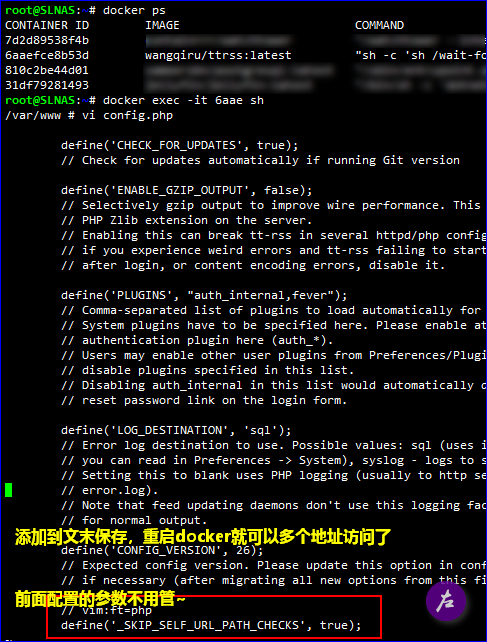 root@SLNAS:~# docker ps
CONTAINER ID IMAGE COMMAND
7d2d89538f4b
6aaefce8b53d wangqiru/ttrss:latest "sh -c 'sh /wait-fo
810c2be44d01
31df79281493
root@SLNAS:~# docker exec -it 6aae sh
/var/www # vi config.php
define('CHECK_FOR_UPDATES', true);
// Check for updates automatically if running Git version
define('ENABLE_GZIP_OUTPUT', false);
// Selectively gzip output to improve wire performance. This
// PHP Zlib extension on the server.
// Enabling this can break tt-rss in several httpd/php config
// if you experience weird errors and tt-rss failing to start
// after login, or content encoding errors, disable it.
define('PLUGINS', "auth_internal,fever");
// Comma-separated list of plugins to load automatically for
// System plugins have to be specified here. Please enable at
// authentication plugin here (auth_*).
// Users may enable other user plugins from Preferences/Plugi
// disable plugins specified in this list.
// Disabling auth_internal in this list would automatically d
// reset password link on the login form.
define('LOG_DESTINATION', 'sql');
// Error log destination to use. Possible values: sql (uses i
// you can read in Preferences -> System), syslog - logs to s
// Setting this to blank uses PHP logging (usually to http se
// error.log).
// Note that feed updating daemons don't use this logging fac
// for normal output.
添加到文末保存，重启docker就可以多个地址访问了
define('CONFIG_VERSION', 26);
// Expected config version. Please update this option in conf
// if necessary (after migrating all new options from this fi
前面配置的参数不用管~
// vim:ft=php
define('_SKIP_SELF_URL_PATH_CHECKS', true);
左